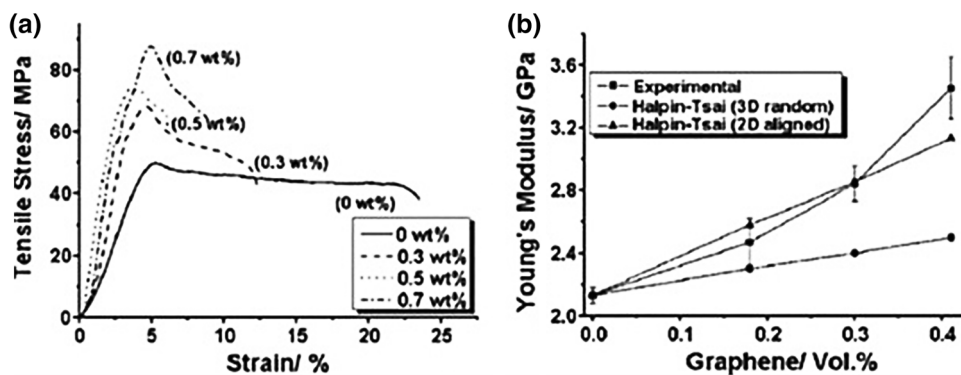 (a)
Tensile Stress/ MPa
80
60
40
20
0
0
5
10
15
20
25
Strain/ %
(0.7 wt%)
(0.5 wt%)
(0.3 wt%)
(0 wt%)
0 wt%
0.3 wt%
0.5 wt%
0.7 wt%
(b)
Young's Modulus/ GPa
3.6
3.2
2.8
2.4
2.0
0.0
0.1
0.2
0.3
0.4
Graphene/ Vol.%
Experimental
Halpin-Tsai (3D random)
Halpin-Tsai (2D aligned)